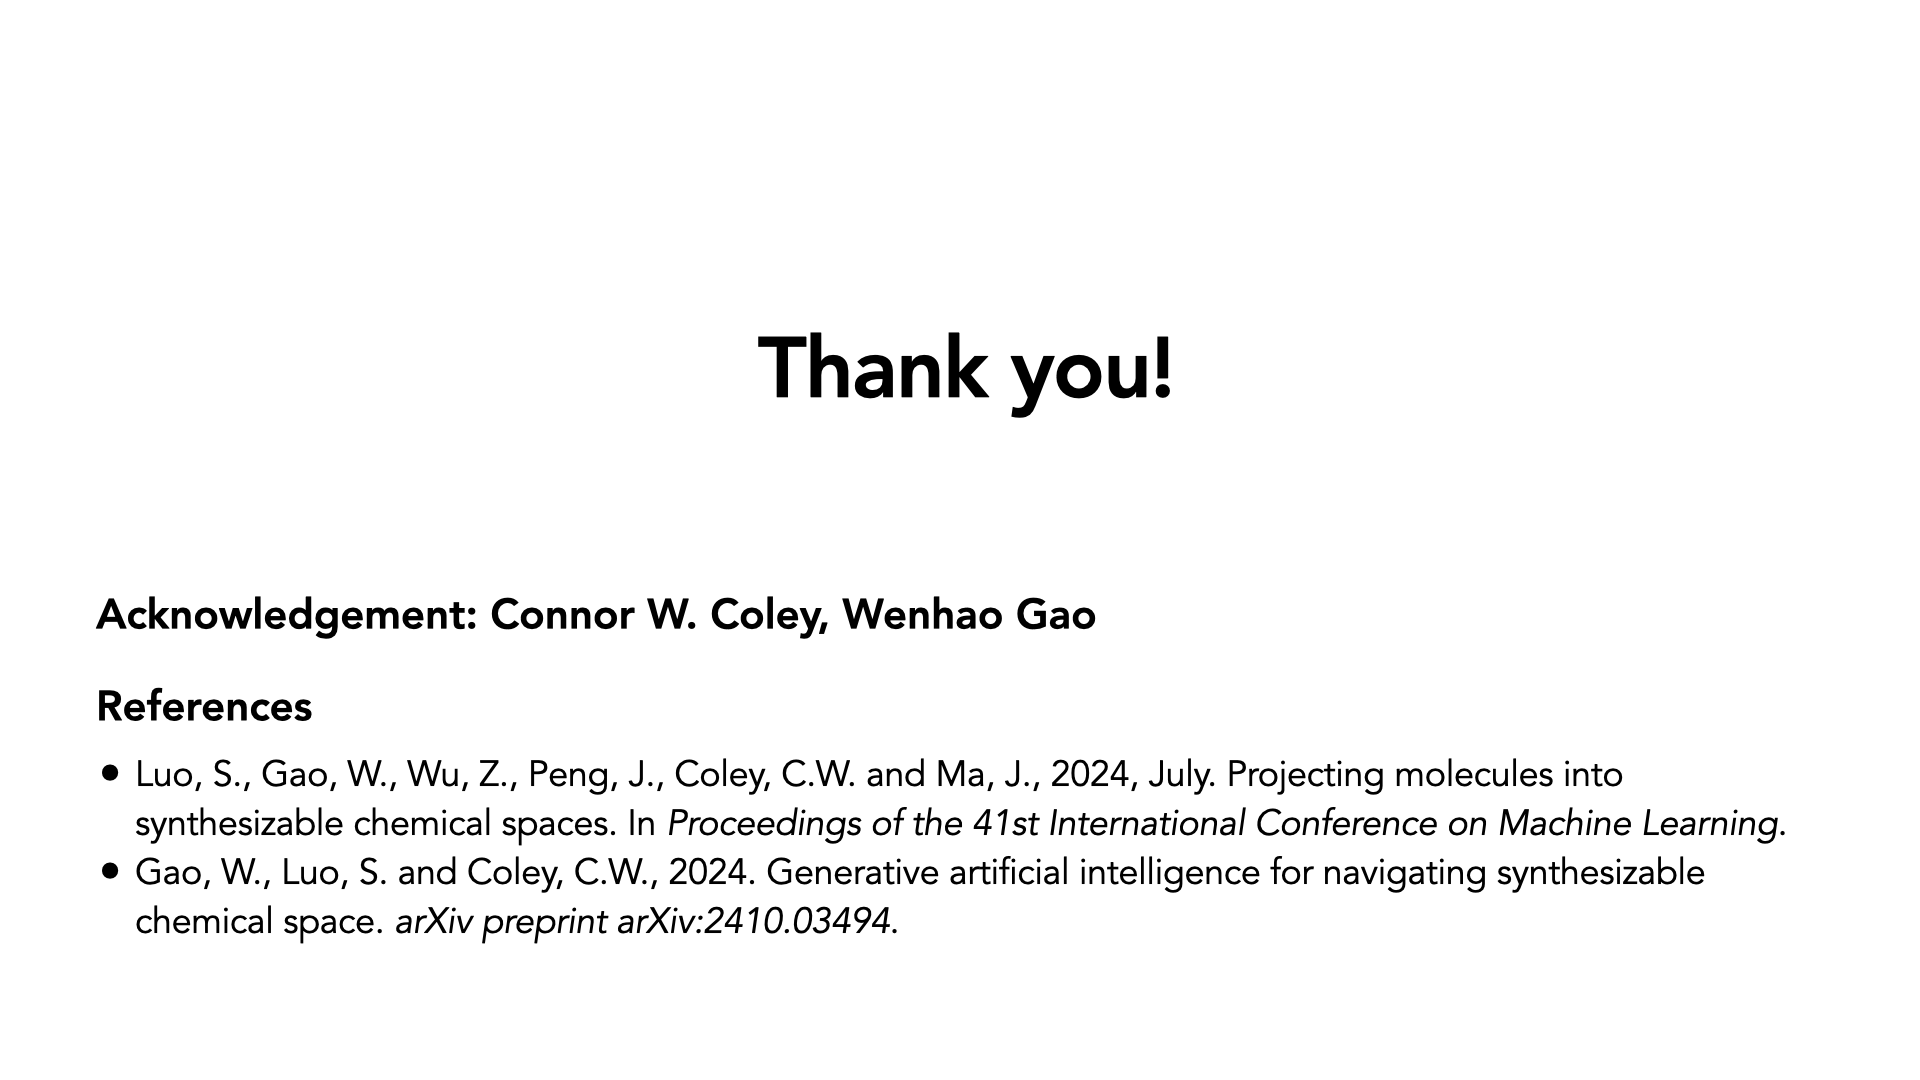 Thank you!
Acknowledgement: Connor W. Coley, Wenhao Gao
References
• Luo, S., Gao, W., Wu, Z., Peng, J., Coley, C.W. and Ma, J., 2024, July. Projecting molecules into
synthesizable chemical spaces. In Proceedings of the 41st International Conference on Machine Learning.
• Gao, W., Luo, S. and Coley, C.W., 2024. Generative artificial intelligence for navigating synthesizable
chemical space. arXiv preprint arXiv:2410.03494.